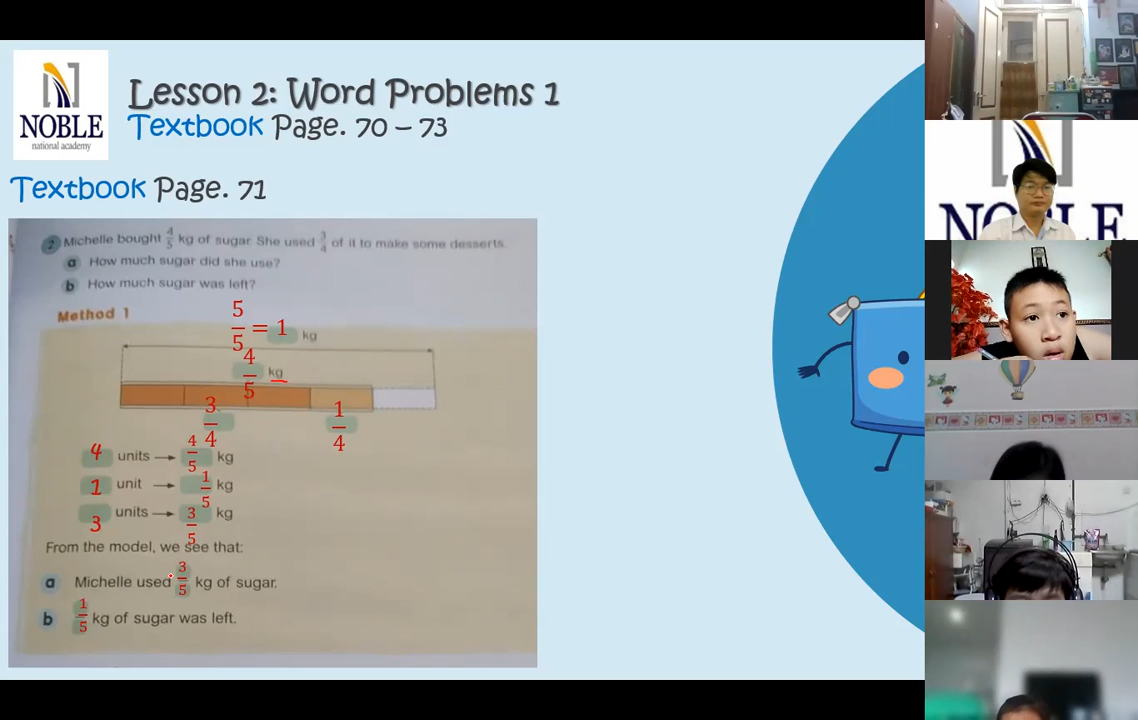 NOBLE
national academy
Lesson 2: Word Problems 1
Textbook Page. 70 – 73
Textbook Page. 71
2 Michelle bought 4/5 kg of sugar. She used 3/4 of it to make some desserts.
a How much sugar did she use?
b How much sugar was left?
Method 1
5/5 = 1 kg
4/5 kg
3/4 1/4
4 units → 4/5 kg
1 unit → 1/5 kg
3 units → 3/5 kg
From the model, we see that:
a Michelle used 3/5 kg of sugar.
b 1/5 kg of sugar was left.